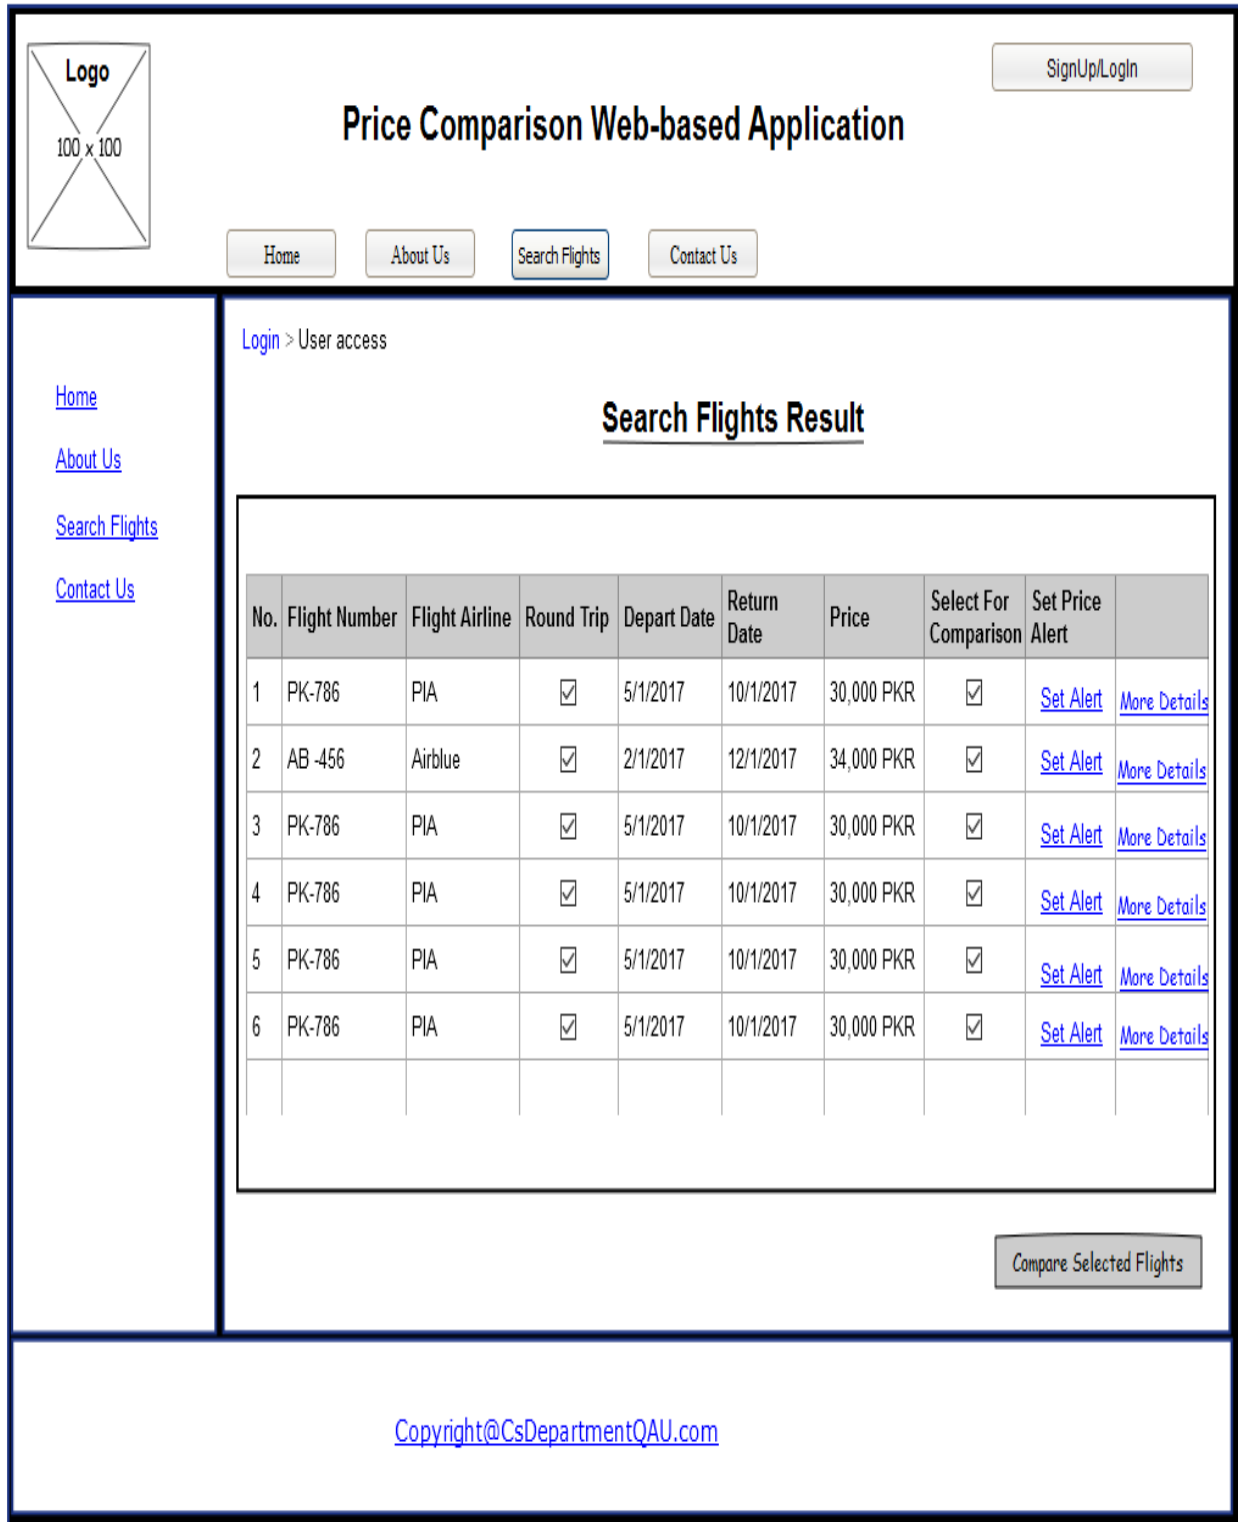 Logo
100 x 100
SignUp/LogIn
Price Comparison Web-based Application
Home About Us Search Flights Contact Us
Home
About Us
Search Flights
Contact Us
Login > User access
Search Flights Result
No. Flight Number Flight Airline Round Trip Depart Date Return Date Price Select For Comparison Set Price Alert
1 PK-786 PIA 5/1/2017 10/1/2017 30,000 PKR Set Alert More Details
2 AB -456 Airblue 2/1/2017 12/1/2017 34,000 PKR Set Alert More Details
3 PK-786 PIA 5/1/2017 10/1/2017 30,000 PKR Set Alert More Details
4 PK-786 PIA 5/1/2017 10/1/2017 30,000 PKR Set Alert More Details
5 PK-786 PIA 5/1/2017 10/1/2017 30,000 PKR Set Alert More Details
6 PK-786 PIA 5/1/2017 10/1/2017 30,000 PKR Set Alert More Details
Compare Selected Flights
Copyright@CsDepartmentQAU.com